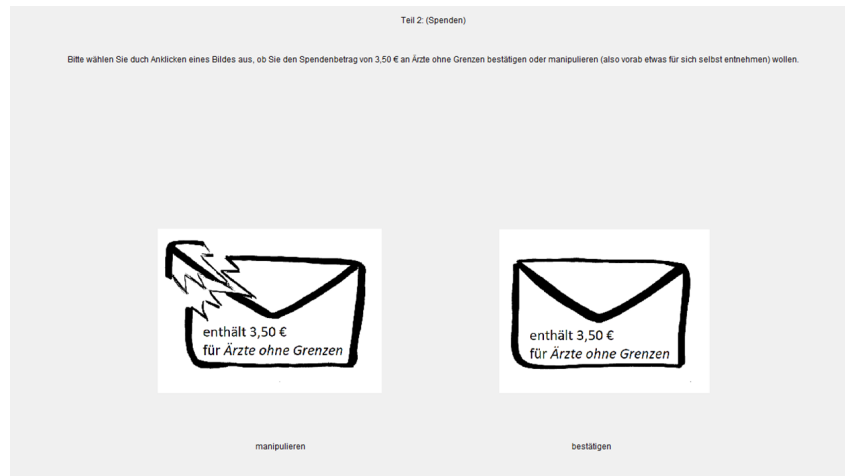 Teil 2: (Spenden)
Bitte wählen Sie duch Anklicken eines Bildes aus, ob Sie den Spendenbetrag von 3,50 € an Ärzte ohne Grenzen bestätigen oder manipulieren (also vorab etwas für sich selbst entnehmen) wollen.
enthält 3,50 €
für Ärzte ohne Grenzen
enthält 3,50 €
für Ärzte ohne Grenzen
manipulieren
bestätigen